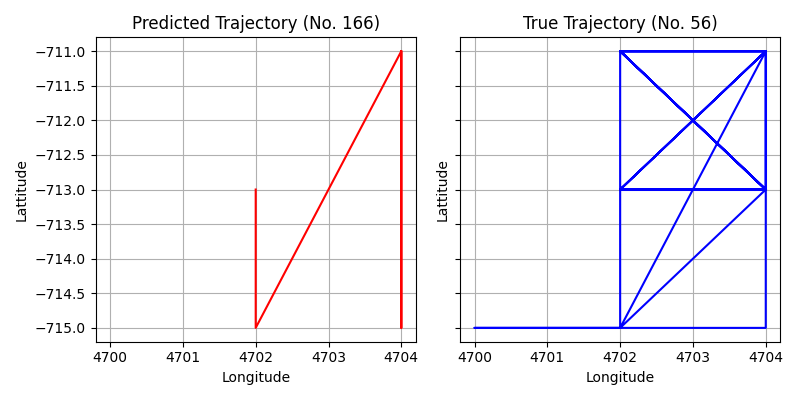 Predicted Trajectory (No. 166)
True Trajectory (No. 56)
Lattitude
−711.0
−711.5
−712.0
−712.5
−713.0
−713.5
−714.0
−714.5
−715.0
4700 4701 4702 4703 4704
Longitude
Lattitude
4700 4701 4702 4703 4704
Longitude